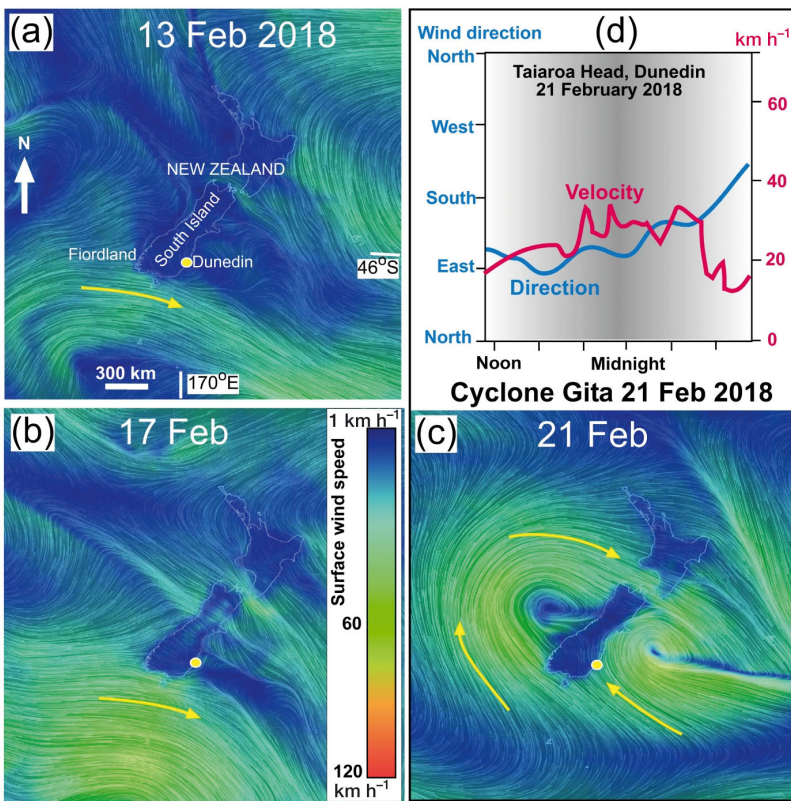 (a)
13 Feb 2018
N
NEW ZEALAND
South Island
Fiordland
Dunedin
46°S
300 km
170°E
(b)
17 Feb
1 km h⁻¹
Surface wind speed
60
120
km h⁻¹
Wind direction
(d)
km h⁻¹
North
Taiaroa Head, Dunedin
21 February 2018
60
West
South
Velocity
40
East
Direction
20
North
0
Noon
Midnight
Cyclone Gita 21 Feb 2018
(c)
21 Feb